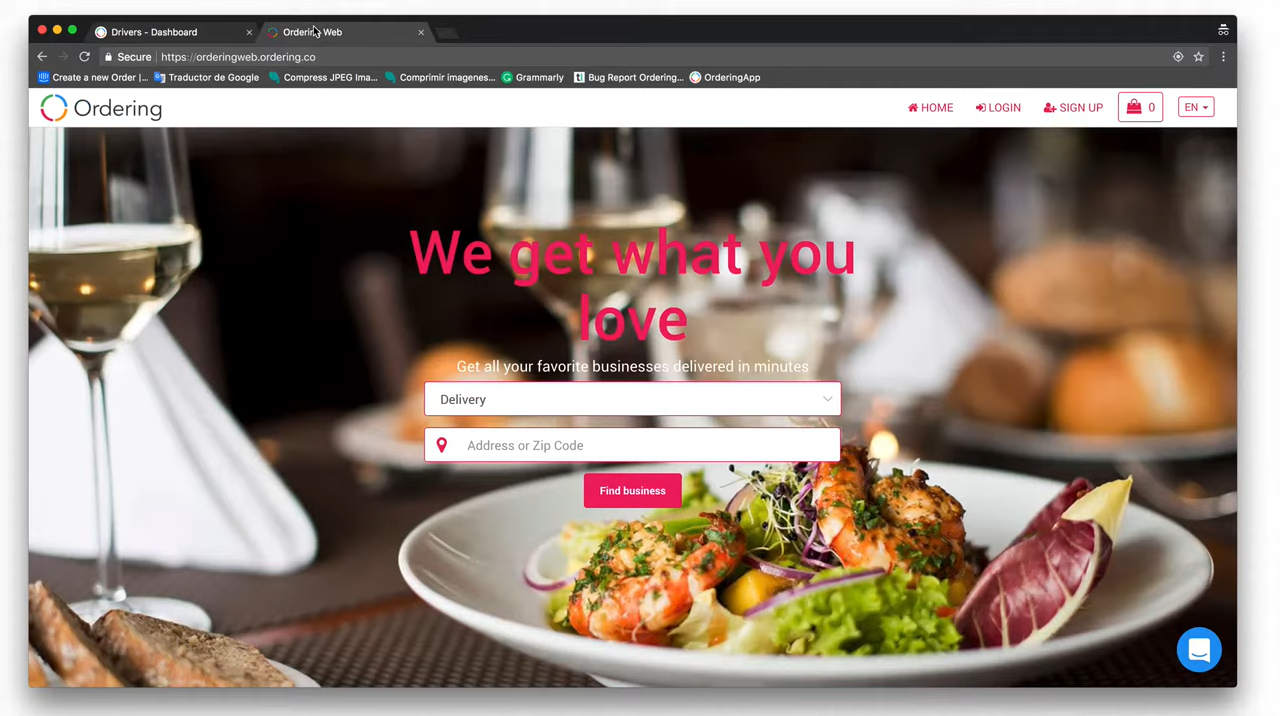 Drivers - Dashboard
Ordering Web
Secure https://orderingweb.ordering.co
Create a new Order |... Traductor de Google Compress JPEG Ima... Comprimir imagenes... Grammarly Bug Report Ordering... OrderingApp
Ordering HOME LOGIN SIGN UP 0 EN
We get what you
love
Get all your favorite businesses delivered in minutes
Delivery
Address or Zip Code
Find business